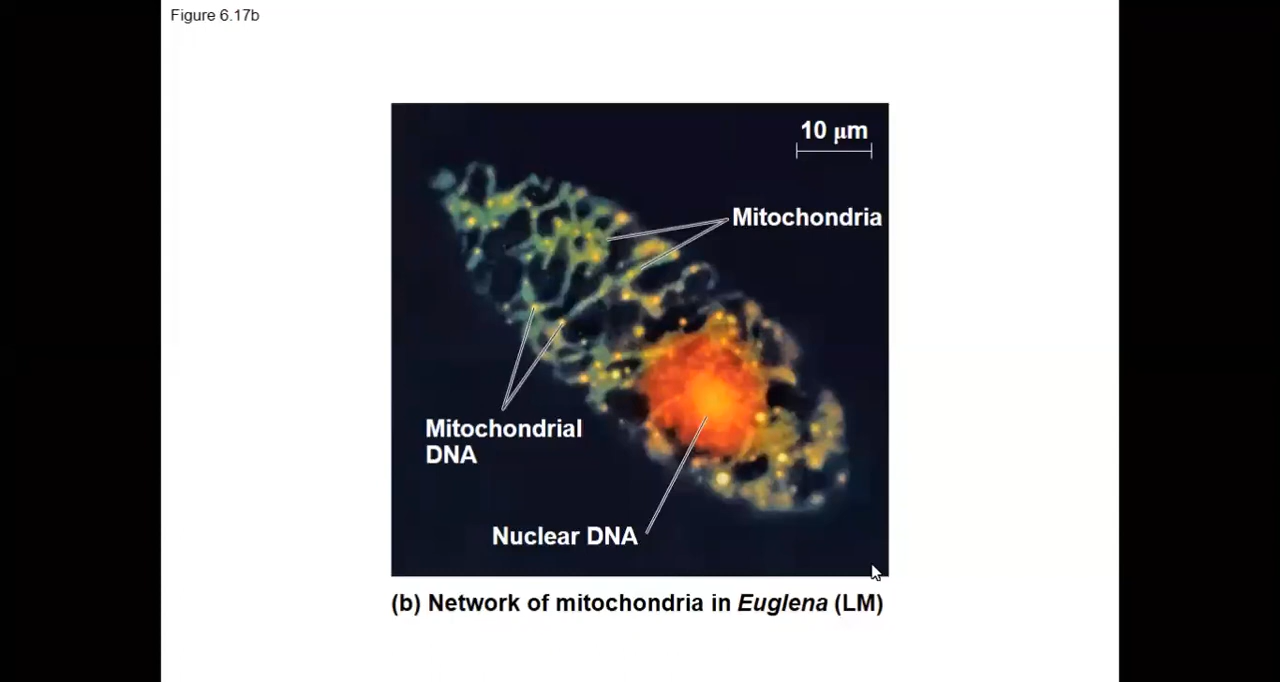 Figure 6.17b
10 μm
Mitochondria
Mitochondrial
DNA
Nuclear DNA
(b) Network of mitochondria in Euglena (LM)